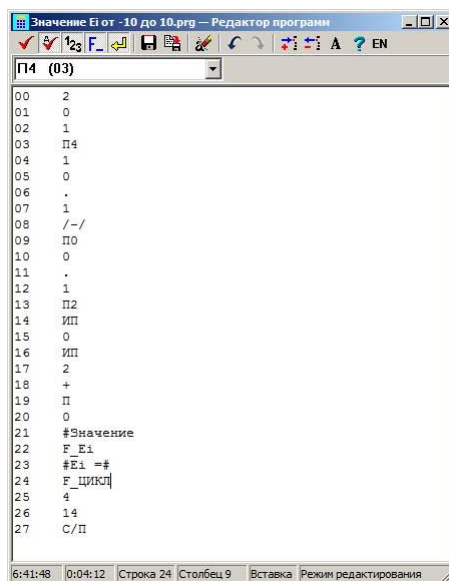 Значение Ei от -10 до 10.prg — Редактор программ
123 F_ A ? EN
П4 (03)
00 2
01 0
02 1
03 П4
04 1
05 0
06 .
07 1
08 /-/
09 П0
10 0
11 .
12 1
13 П2
14 ИП
15 0
16 ИП
17 2
18 +
19 П
20 0
21 #Значение
22 F_Ei
23 #Ei =#
24 F_ЦИКЛ
25 4
26 14
27 С/П
6:41:48 0:04:12 Строка 24 Столбец 9 Вставка Режим редактирования